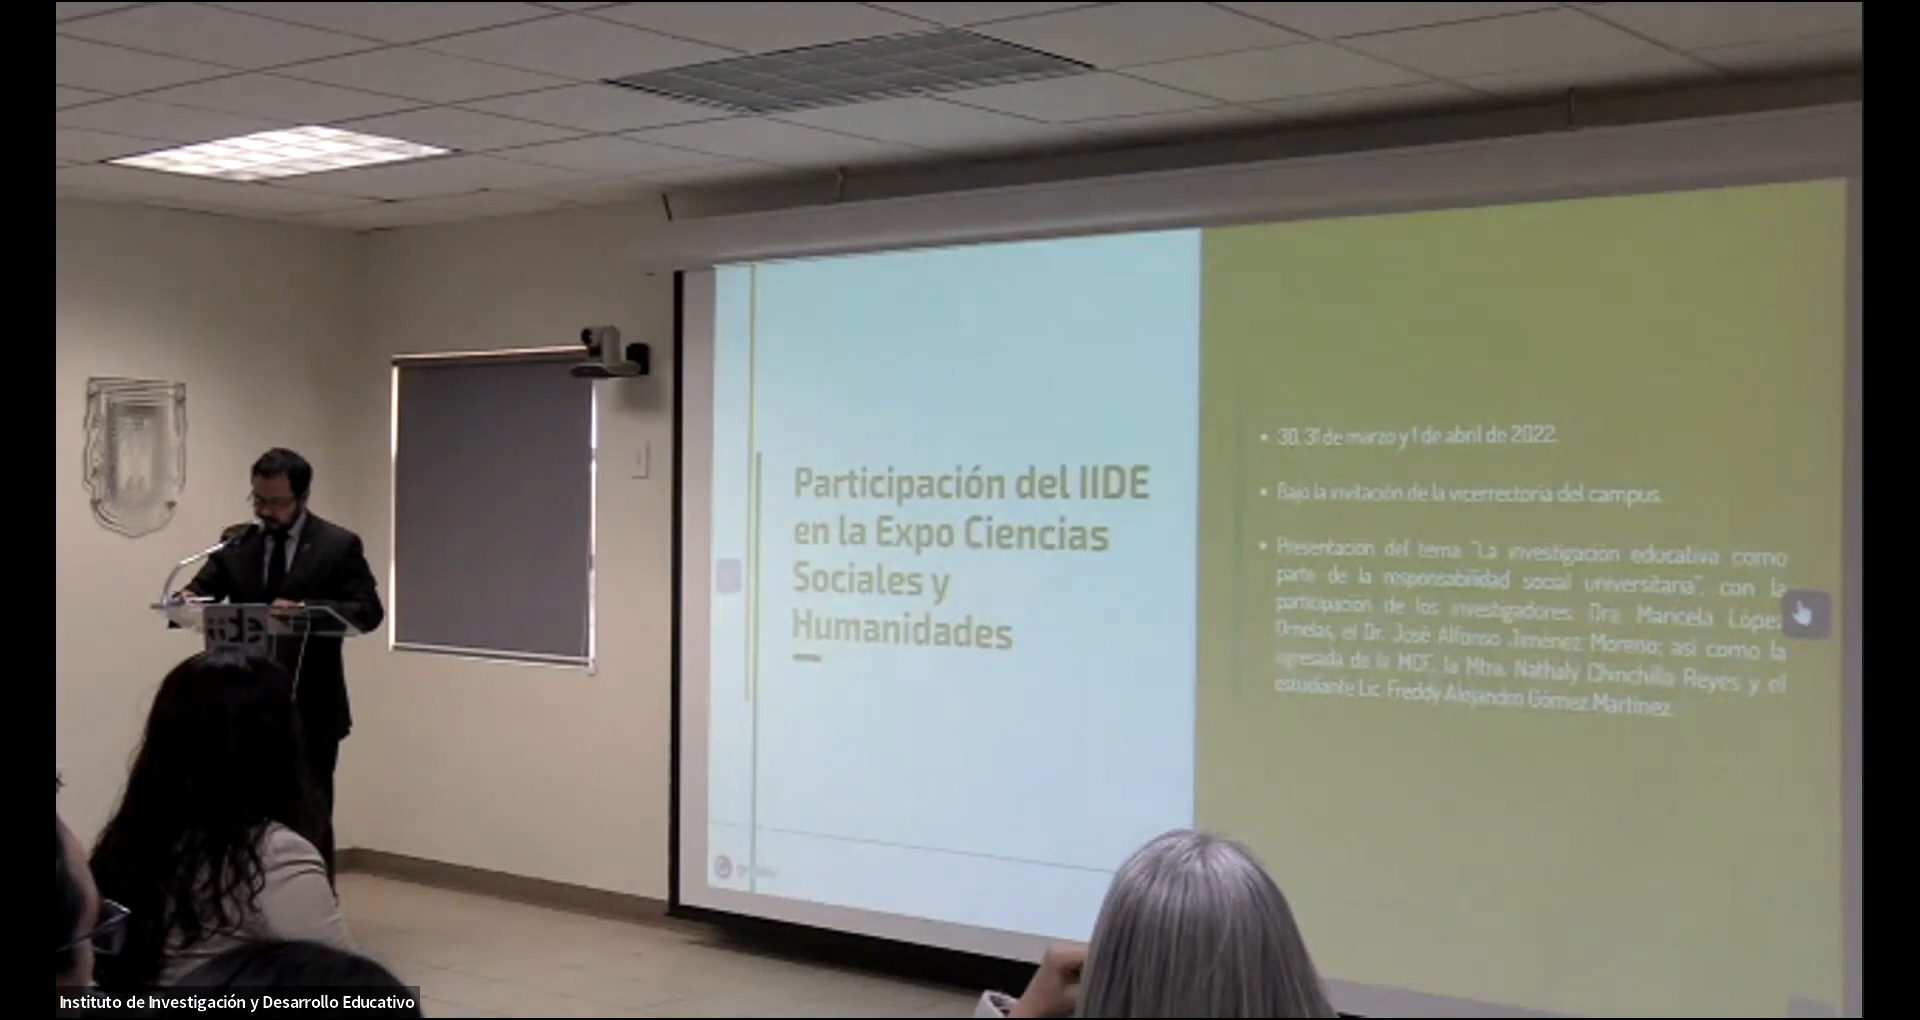 Participación del IIDE
en la Expo Ciencias
Sociales y
Humanidades
• 30, 31 de marzo y 1 de abril de 2022.
• Bajo la invitación de la vicerrectoria del campus.
• Presentación del tema "La investigación educativa como
parte de la responsabilidad social universitaria", con la
participación de los investigadores: Dra. Maricela López
Ornelas, el Dr. José Alfonso Jimenez Moreno; así como la
egresada de la MCE, la Mtra. Nathaly Chinchilla Reyes y el
estudiante Lic. Freddy Alejandro Gómez Martínez.
Instituto de Investigación y Desarrollo Educativo